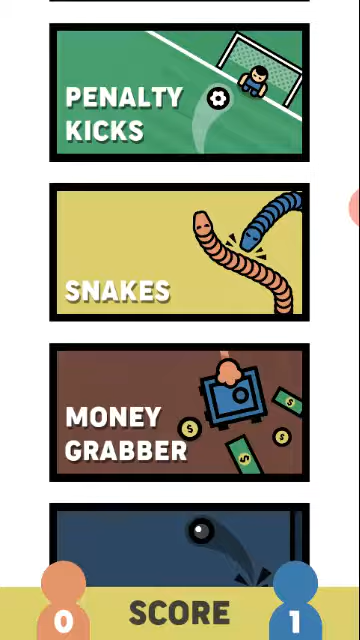 PENALTY
KICKS
SNAKES
MONEY
GRABBER
$
$
$
$
0
SCORE
1